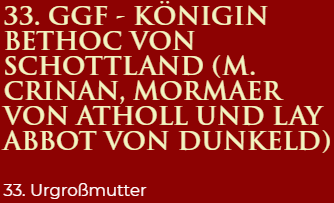 33. GGF - KÖNIGIN
BETHOC VON
SCHOTTLAND (M.
CRINAN, MORMAER
VON ATHOLL UND LAY
ABBOT VON DUNKELD)
33. Urgroßmutter